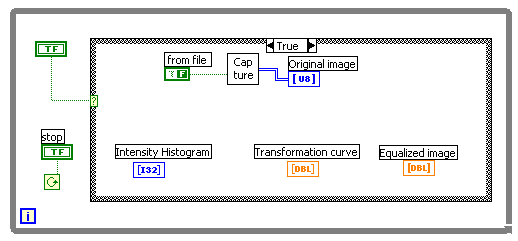 True
TF
from file
? F
Cap
ture
Original image
[U8]
?
stop
TF
Intensity Histogram
Transformation curve
Equalized image
[I32]
[DBL]
[DBL]
i